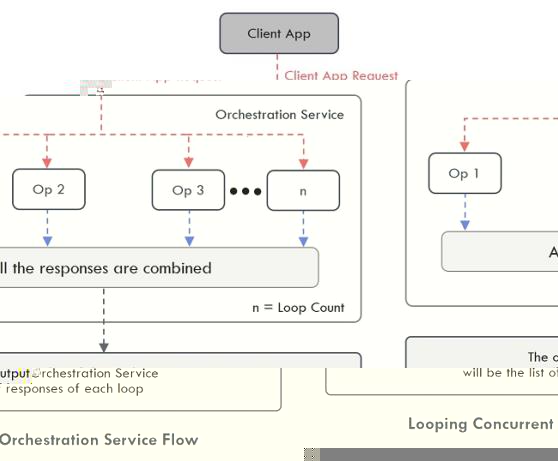 Client App
Client App Request
Orchestration Service
Op 2
Op 3
n
Op 1
ll the responses are combined
A
n = Loop Count
The
utput
Orchestration Service
responses of each loop
will be the list
Orchestration Service Flow
Looping Concurrent